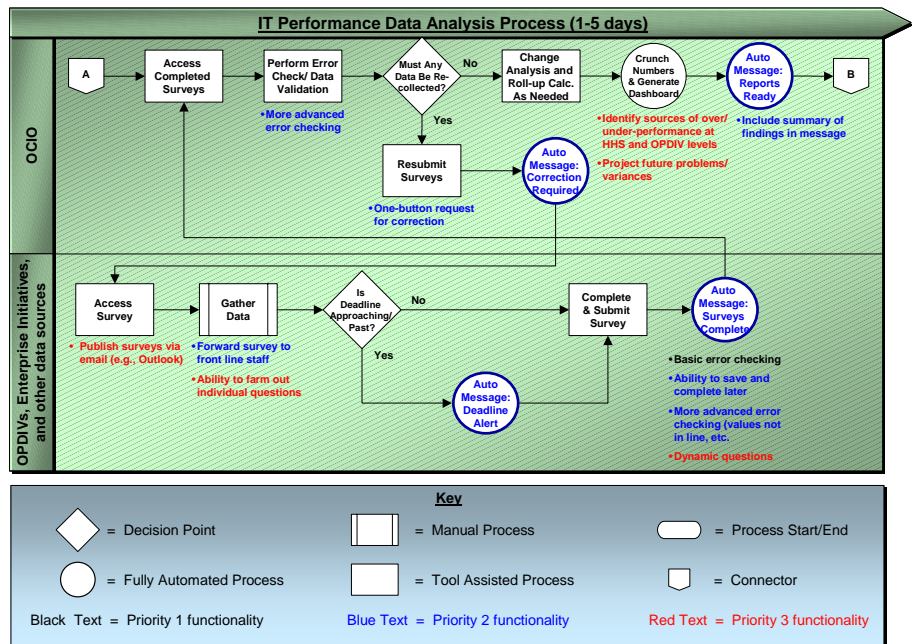 IT Performance Data Analysis Process (1-5 days)
OCIO
A
Access
Completed
Surveys
Perform Error
Check/ Data
Validation
• More advanced
error checking
Must Any
Data Be Re-
collected?
No
Yes
Change
Analysis and
Roll-up Calc.
As Needed
Crunch
Numbers
& Generate
Dashboard
• Identify sources of over/
under-performance at
HHS and OPDIV levels
• Project future problems/
variances
Auto
Message:
Reports
Ready
• Include summary of
findings in message
B
Resubmit
Surveys
• One-button request
for correction
Auto
Message:
Correction
Required
OPDIVs, Enterprise Initiatives,
and other data sources
Access
Survey
• Publish surveys via
email (e.g., Outlook)
Gather
Data
• Forward survey to
front line staff
• Ability to farm out
individual questions
Is
Deadline
Approaching/
Past?
No
Yes
Auto
Message:
Deadline
Alert
Complete
& Submit
Survey
Auto
Message:
Surveys
Complete
• Basic error checking
• Ability to save and
complete later
• More advanced error
checking (values not
in line, etc.
• Dynamic questions
Key
= Decision Point
= Manual Process
= Process Start/End
= Fully Automated Process
= Tool Assisted Process
= Connector
Black Text = Priority 1 functionality
Blue Text = Priority 2 functionality
Red Text = Priority 3 functionality